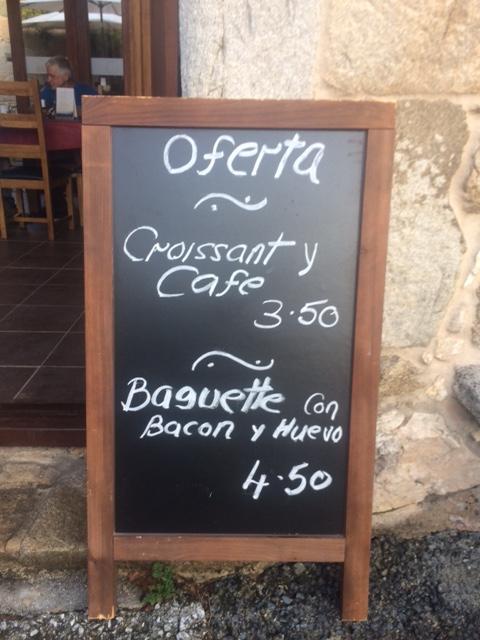 Oferta
Croissant y
Cafe
3.50
Baguette Con
Bacon y Huevo
4.50